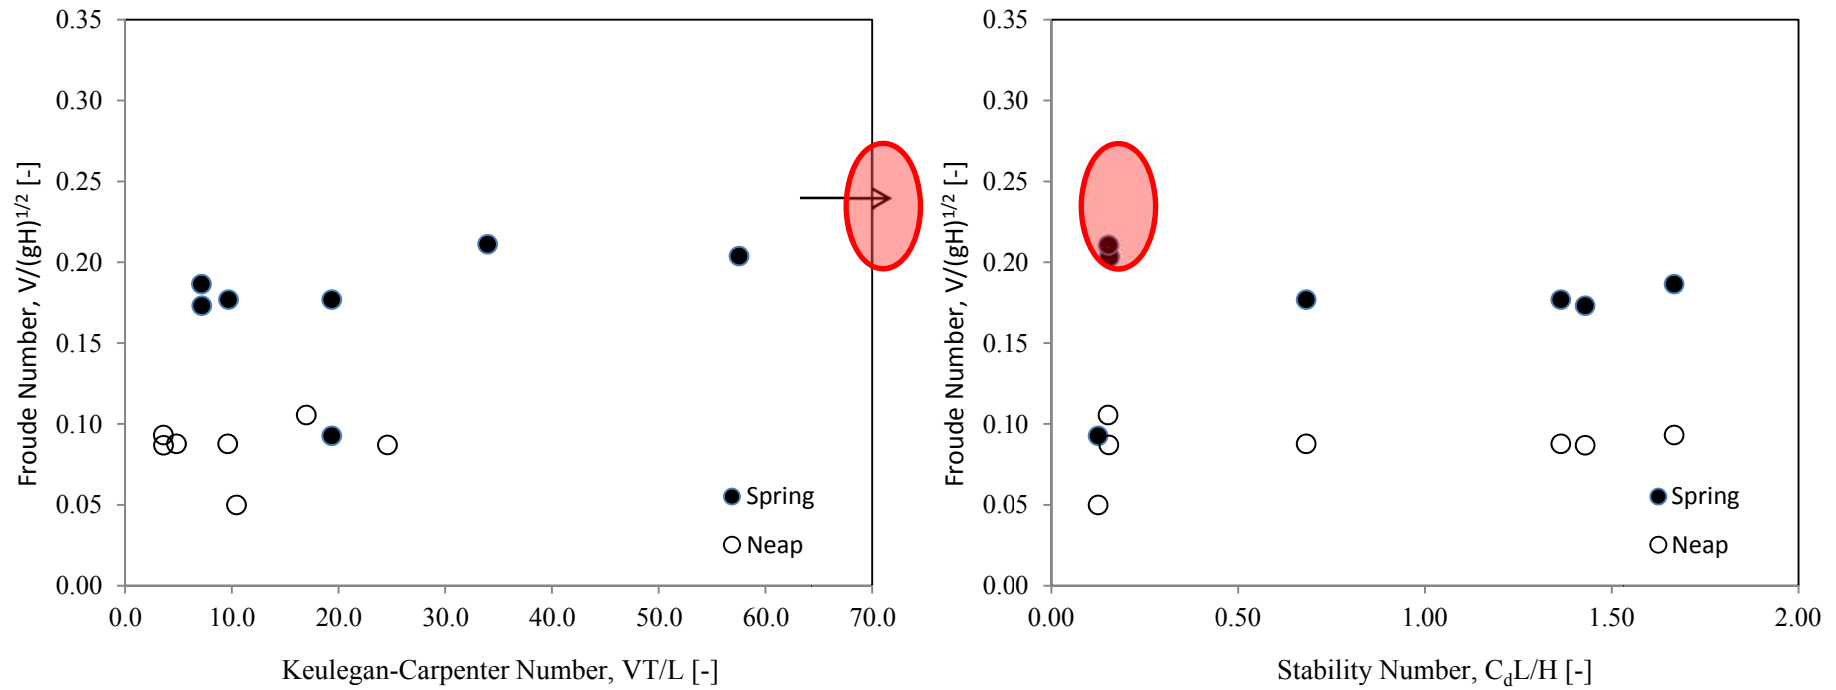 0.35
0.30
0.25
0.20
0.15
0.10
0.05
0.00
Froude Number, V/(gH)^1/2 [-]
Spring
Neap
0.0 10.0 20.0 30.0 40.0 50.0 60.0 70.0
Keulegan-Carpenter Number, VT/L [-]
0.35
0.30
0.25
0.20
0.15
0.10
0.05
0.00
Froude Number, V/(gH)^1/2 [-]
Spring
Neap
0.00 0.50 1.00 1.50 2.00
Stability Number, CdL/H [-]